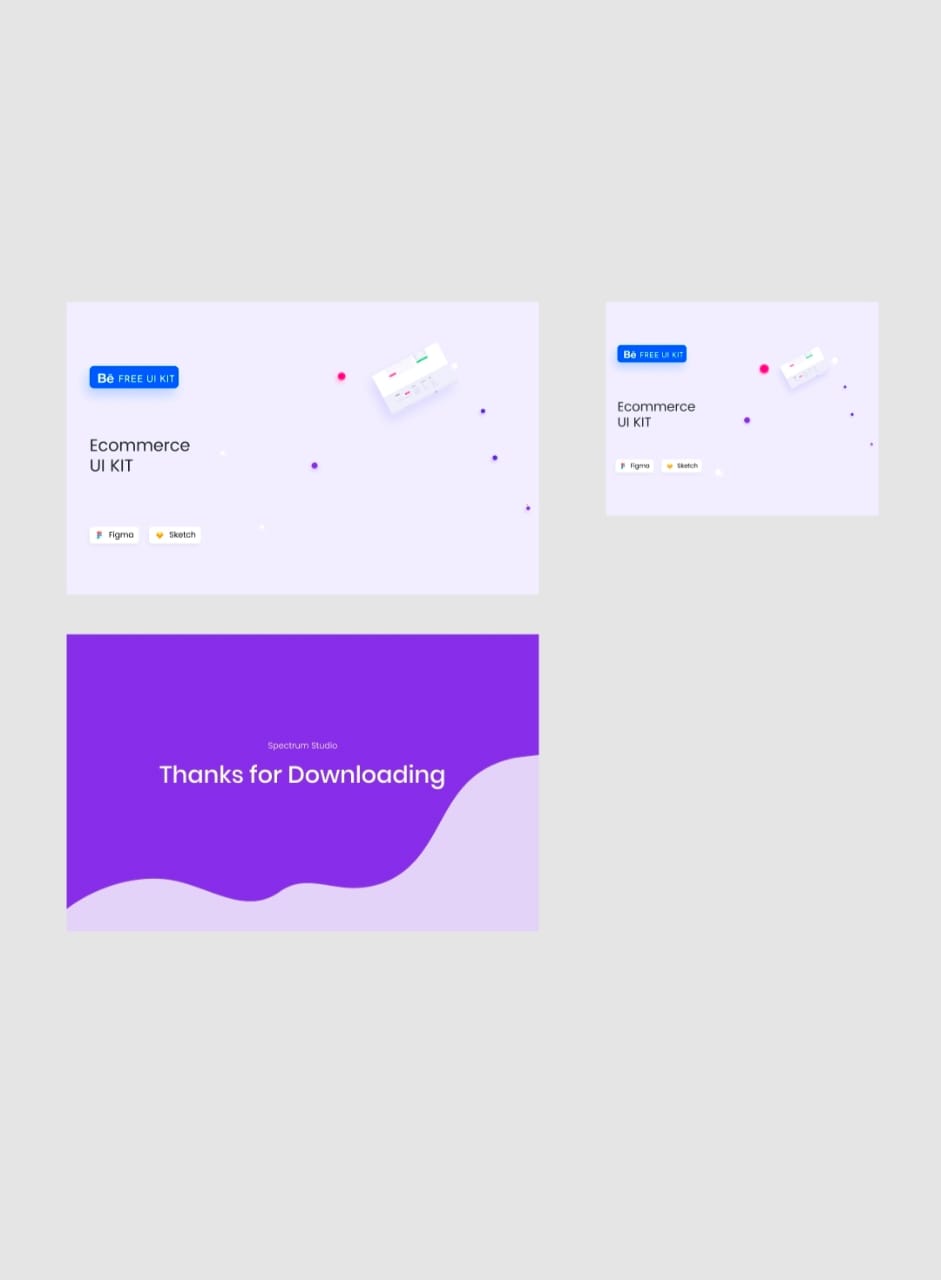 Bē FREE UI KIT
Ecommerce
UI KIT
Figma
Sketch
Bē FREE UI KIT
Ecommerce
UI KIT
Figma
Sketch
Spectrum Studio
Thanks for Downloading